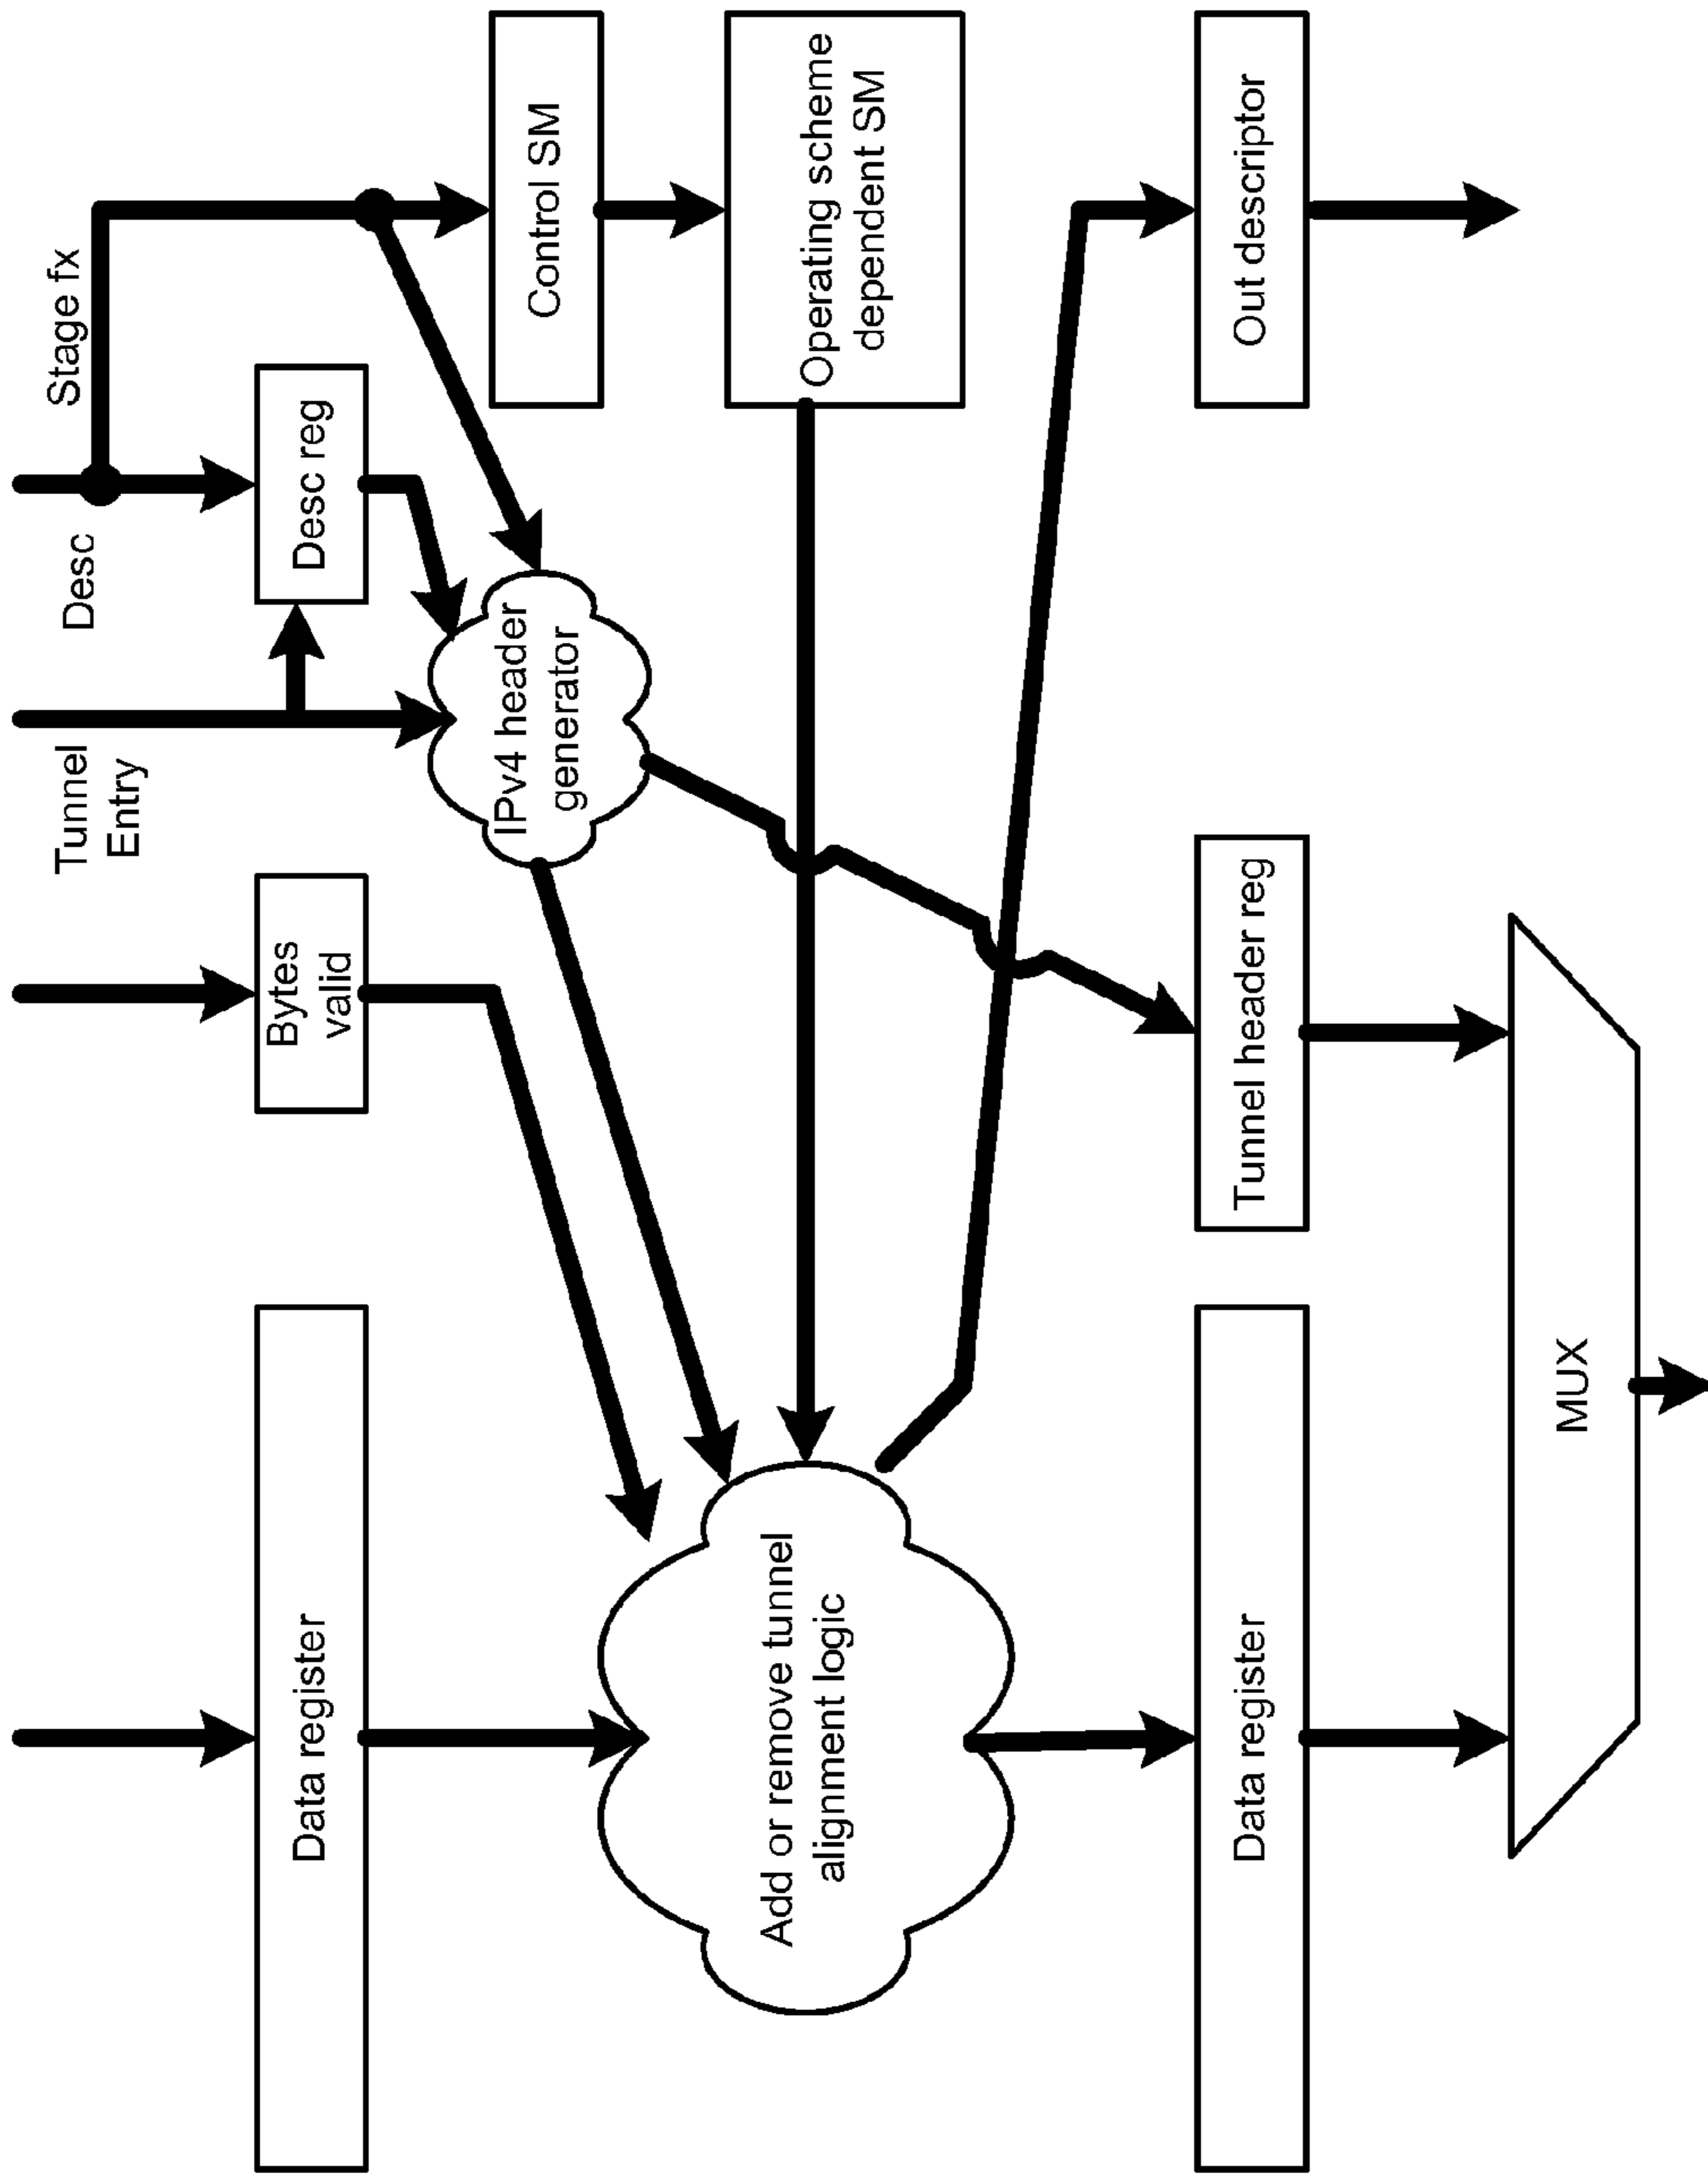 Stage fx
Desc
Tunnel
Entry
Desc reg
Bytes
valid
Data register
Control SM
IPv4 header
generator
Operating scheme
dependent SM
Add or remove tunnel
alignment logic
Out descriptor
Tunnel header reg
Data register
MUX